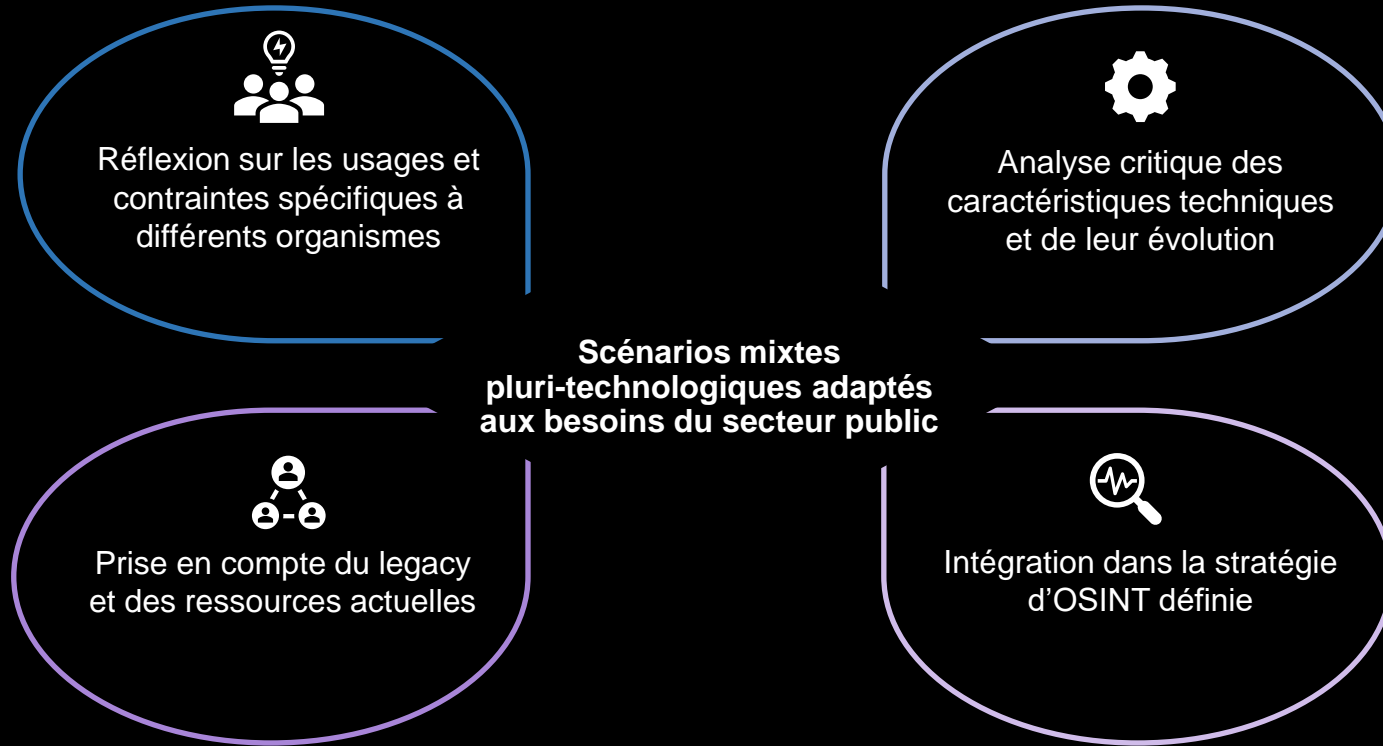 Réflexion sur les usages et
contraintes spécifiques à
différents organismes
Analyse critique des
caractéristiques techniques
et de leur évolution
Scénarios mixtes
pluri-technologiques adaptés
aux besoins du secteur public
Prise en compte du legacy
et des ressources actuelles
Intégration dans la stratégie
d’OSINT définie